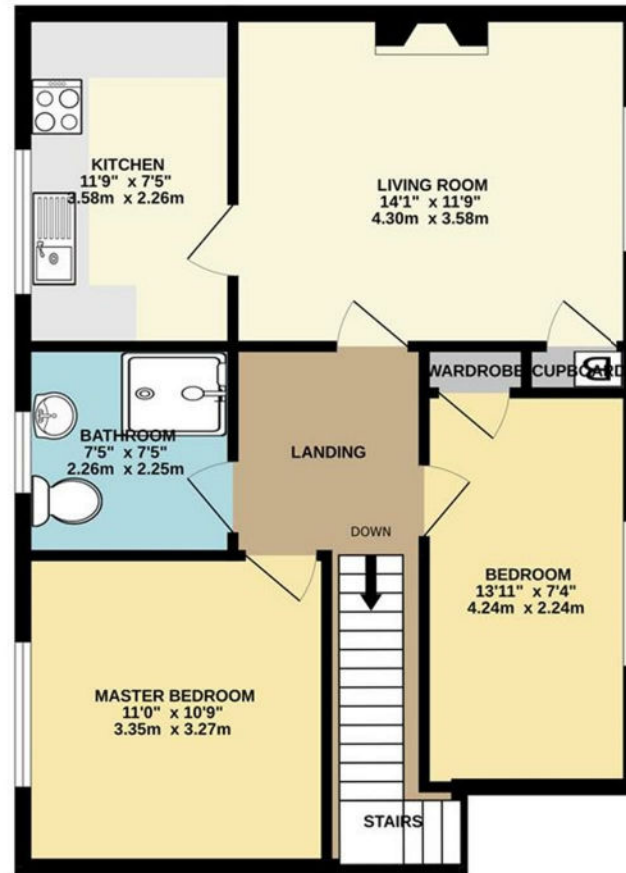 KITCHEN
11'9" x 7'5"
3.58m x 2.26m
LIVING ROOM
14'1" x 11'9"
4.30m x 3.58m
WARDROBE
CUPBOARD
BATHROOM
7'5" x 7'5"
2.26m x 2.25m
LANDING
DOWN
BEDROOM
13'11" x 7'4"
4.24m x 2.24m
MASTER BEDROOM
11'0" x 10'9"
3.35m x 3.27m
STAIRS